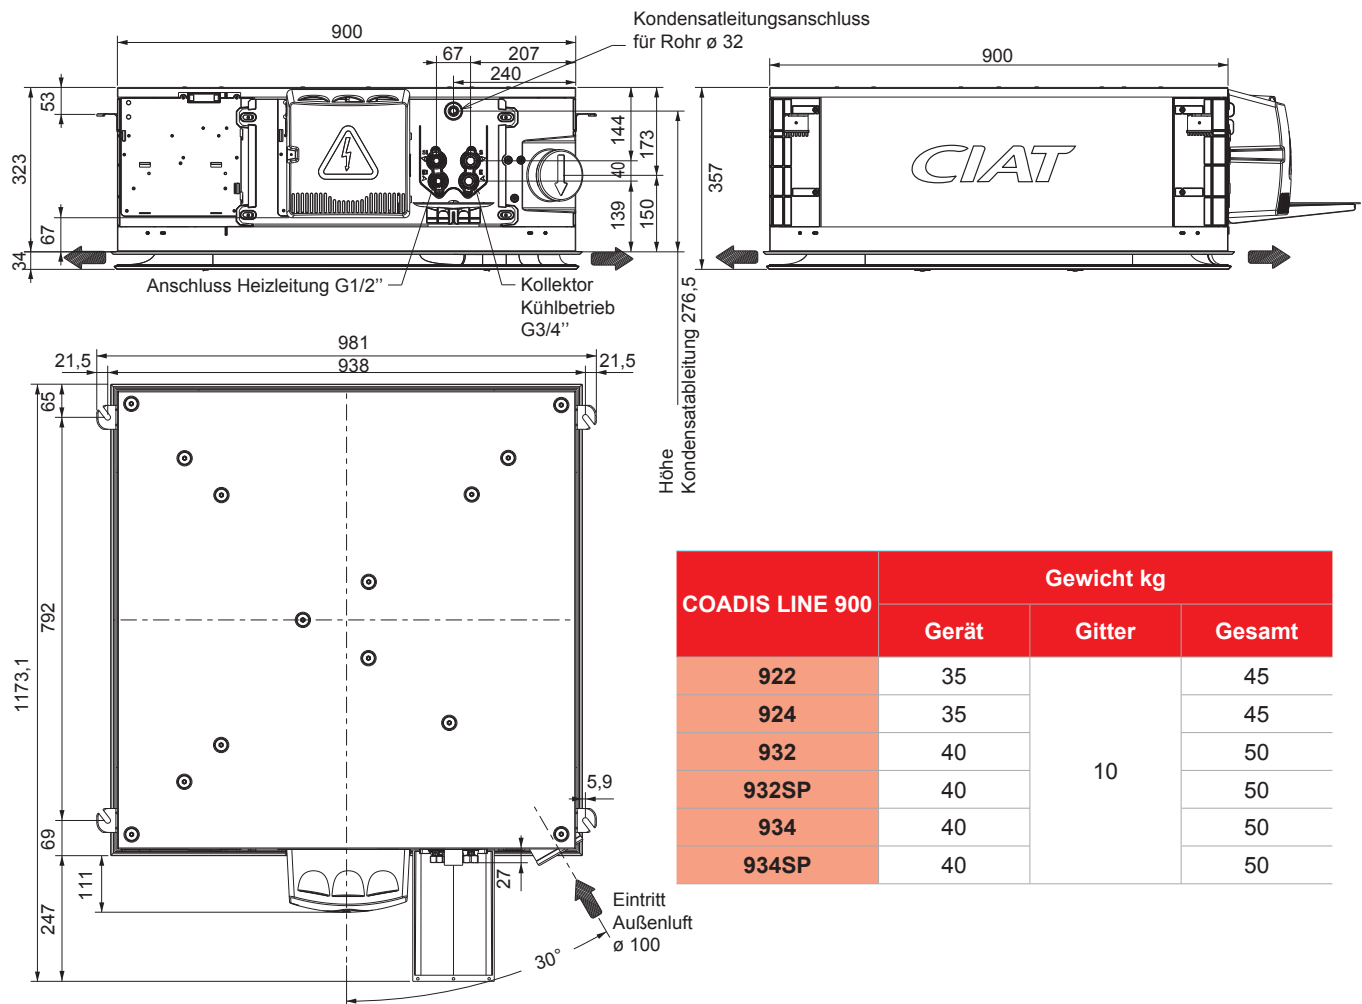 Kondensatleitungsanschluss
für Rohr ø 32
900
67
207
240
53
323
67
34
144
173
40
139
150
Anschluss Heizleitung G1/2’’
Kollektor
Kühlbetrieb
G3/4’’
Höhe
Kondensatableitung 276,5
900
357
CIAT
981
21,5
938
21,5
65
792
1173,1
69
111
247
5,9
27
30°
Eintritt
Außenluft
ø 100
COADIS LINE 900
Gewicht kg
Gerät Gitter Gesamt
922 35 45
924 35 45
932 40 50
10
932SP 40 50
934 40 50
934SP 40 50